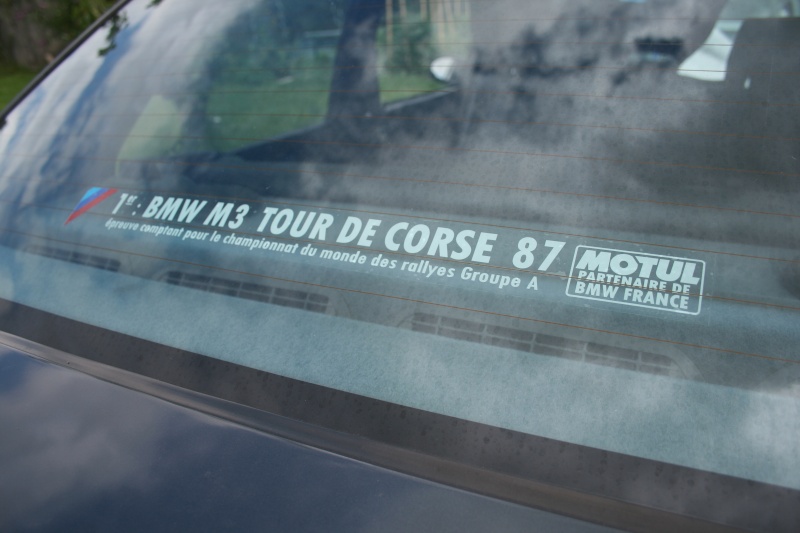 1er: BMW M3 TOUR DE CORSE 87
épreuve comptant pour le championnat du monde des rallyes Groupe A
MOTUL
PARTENAIRE DE
BMW FRANCE